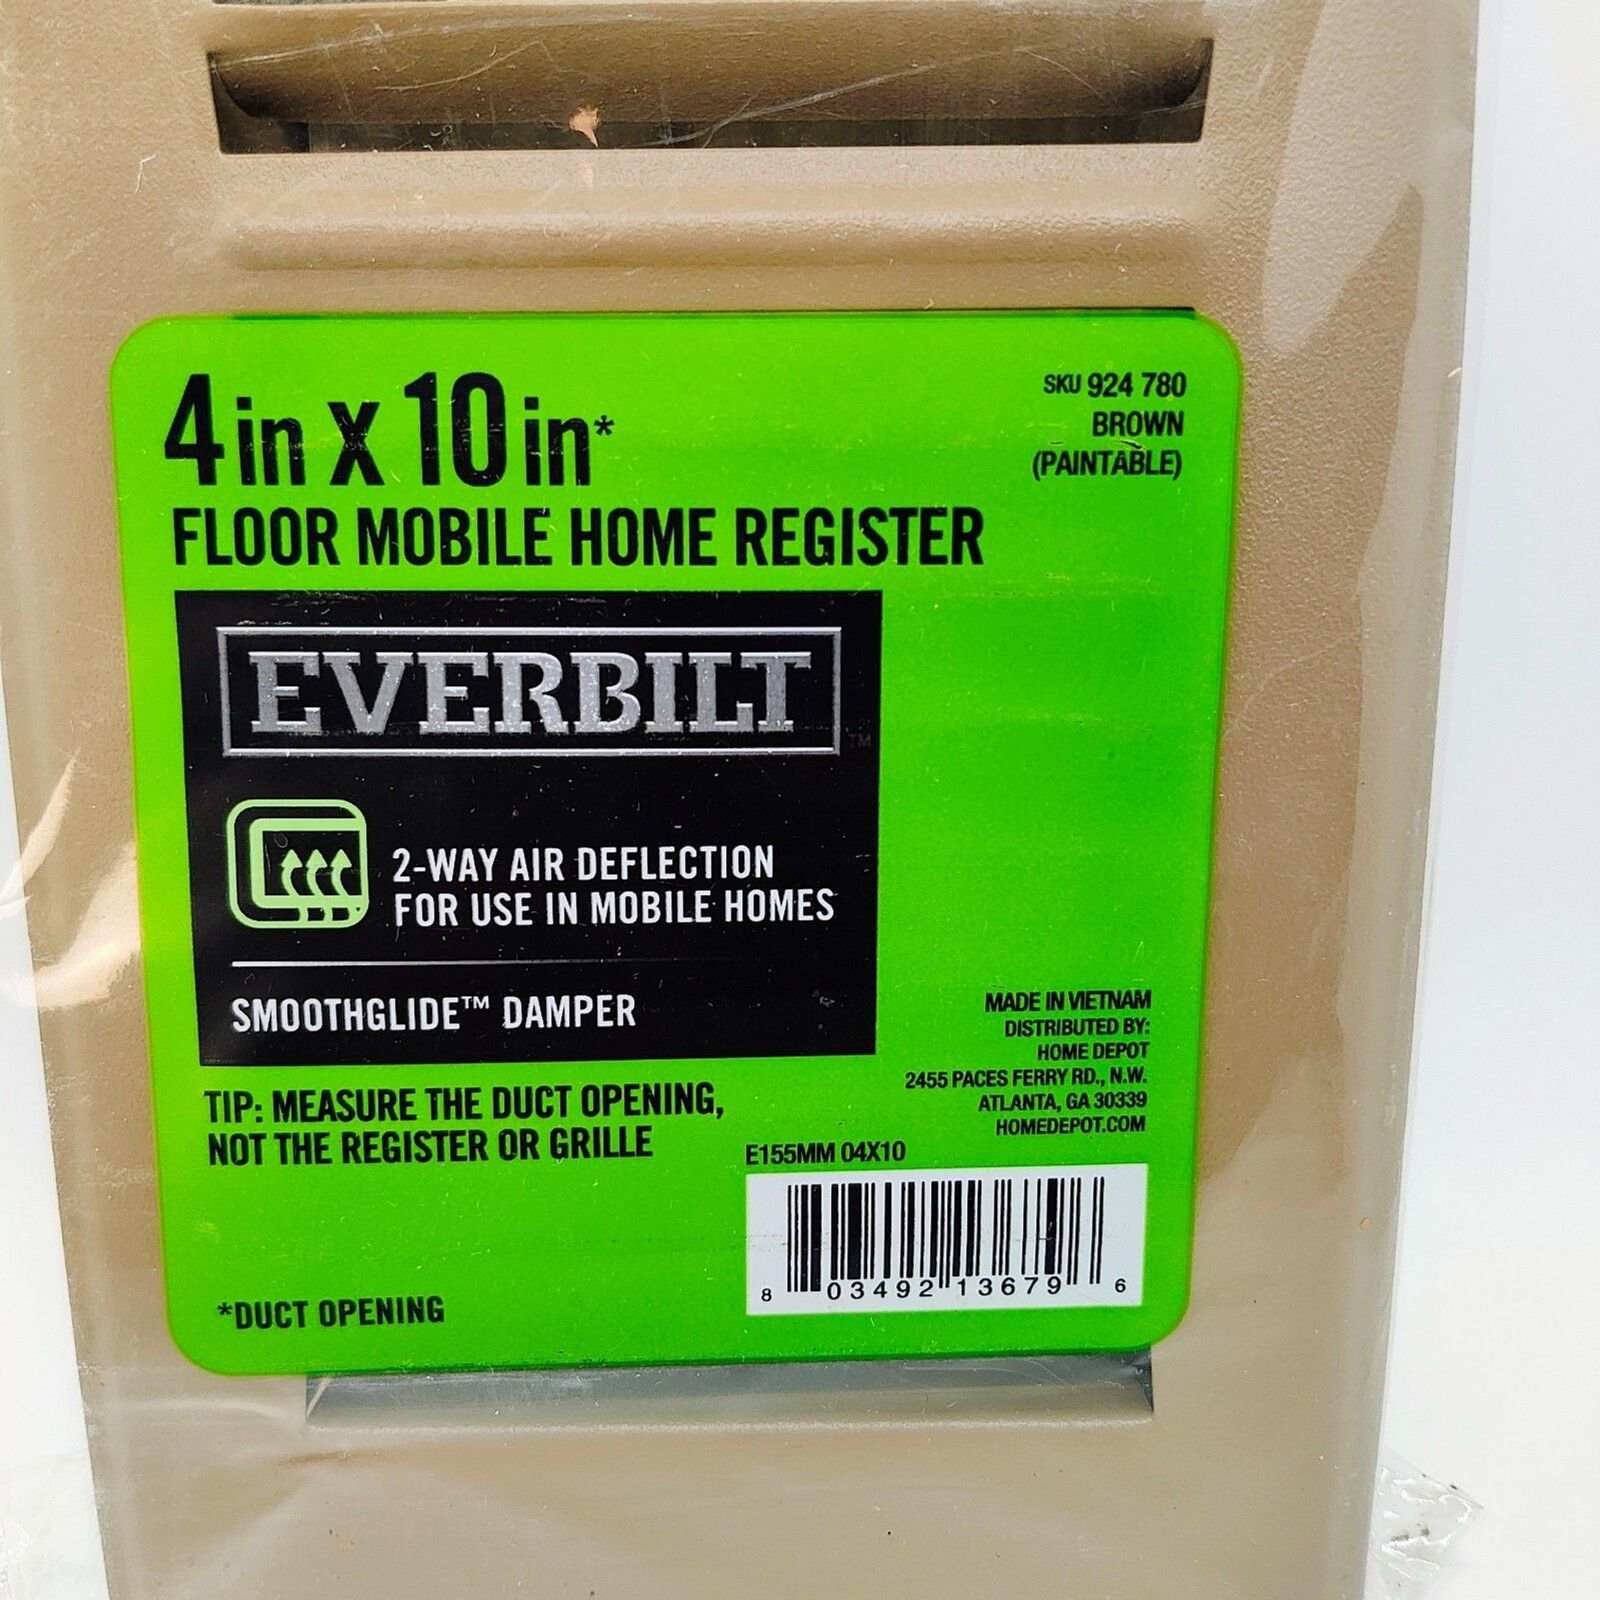 4 in x 10 in*
FLOOR MOBILE HOME REGISTER
SKU 924 780
BROWN
(PAINTABLE)
EVERBILT™
2-WAY AIR DEFLECTION
FOR USE IN MOBILE HOMES
SMOOTHGLIDE™ DAMPER
TIP: MEASURE THE DUCT OPENING,
NOT THE REGISTER OR GRILLE
*DUCT OPENING
MADE IN VIETNAM
DISTRIBUTED BY:
HOME DEPOT
2455 PACES FERRY RD., N.W.
ATLANTA, GA 30339
HOMEDEPOT.COM
E155MM 04X10
8 03492 13679 6